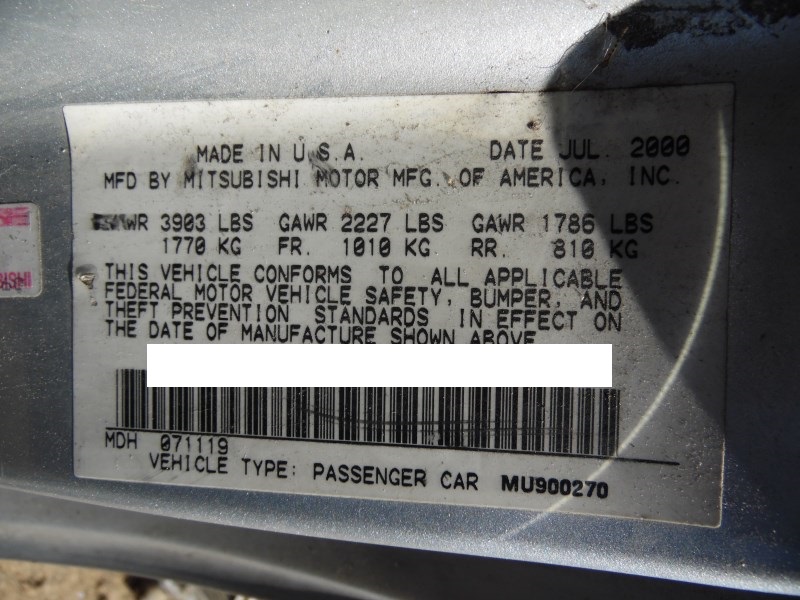 MADE IN U.S.A. DATE JUL. 2000
MFD BY MITSUBISHI MOTOR MFG. OF AMERICA, INC.
GVWR 3903 LBS GAWR 2227 LBS GAWR 1786 LBS
1770 KG FR. 1010 KG RR. 810 KG
THIS VEHICLE CONFORMS TO ALL APPLICABLE
FEDERAL MOTOR VEHICLE SAFETY, BUMPER, AND
THEFT PREVENTION STANDARDS IN EFFECT ON
THE DATE OF MANUFACTURE SHOWN ABOVE
MDH 071119
VEHICLE TYPE: PASSENGER CAR MU900270